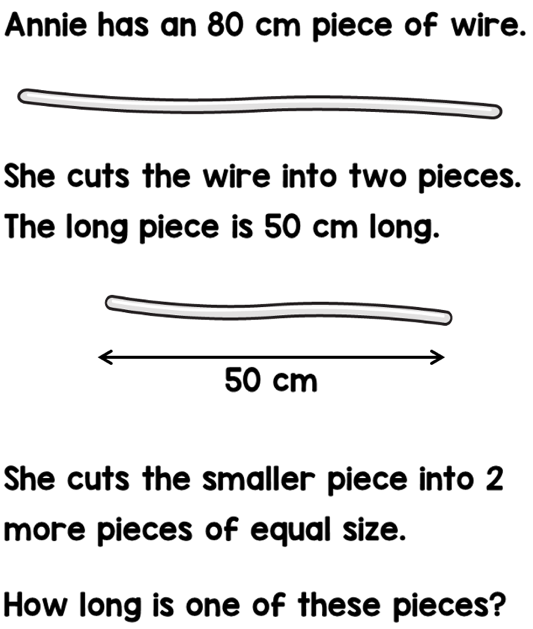 Annie has an 80 cm piece of wire.
She cuts the wire into two pieces.
The long piece is 50 cm long.
50 cm
She cuts the smaller piece into 2
more pieces of equal size.
How long is one of these pieces?